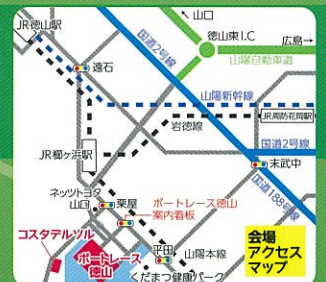 山口
JR徳山駅
国道2号線
徳山東I.C
広島→
山陽自動車道
遠石
山陽新幹線
岩徳線
JR周防花岡駅
JR櫛ヶ浜駅
国道2号線
末武中
国道188号線
ネッツトヨタ
山口
栗屋
ボートレース徳山
案内看板
コスタデルソル
ボートレース
徳山
平田
山陽本線
くだまつ健康パーク
会場
アクセス
マップ